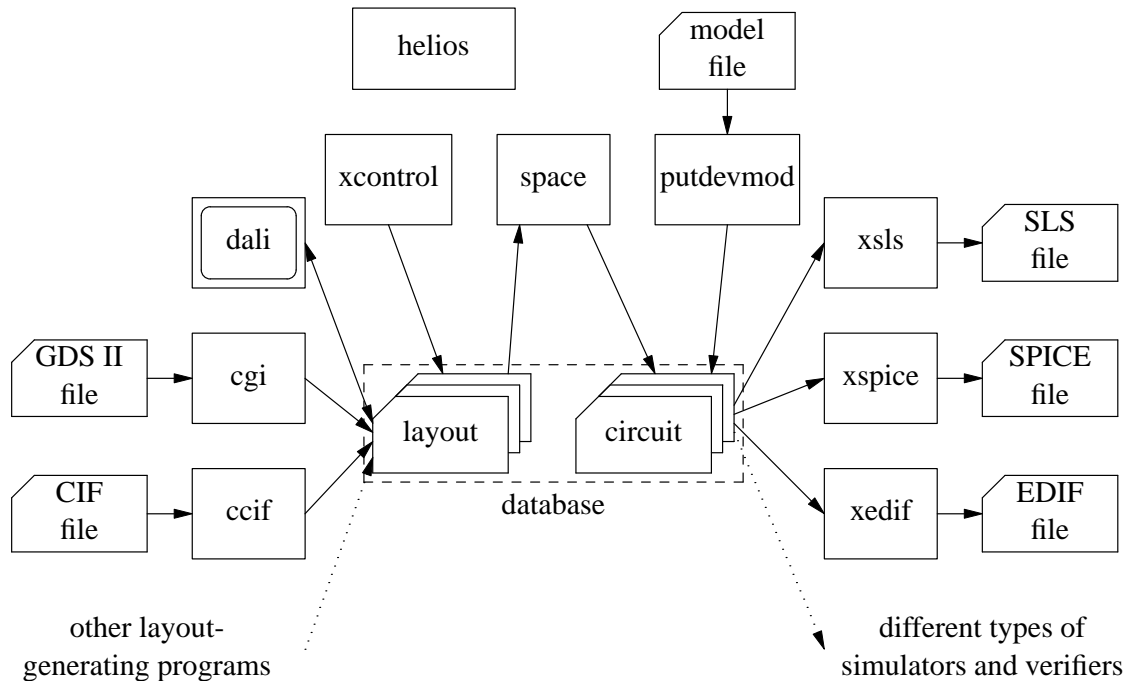 helios
model
file
xcontrol
space
putdevmod
dali
xsls
SLS
file
GDS II
file
cgi
xspice
SPICE
file
layout
circuit
CIF
file
ccif
database
xedif
EDIF
file
other layout-
generating programs
different types of
simulators and verifiers